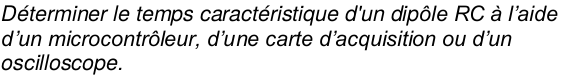 Déterminer le temps caractéristique d'un dipôle RC à l’aide
d’un microcontrôleur, d’une carte d’acquisition ou d’un
oscilloscope.